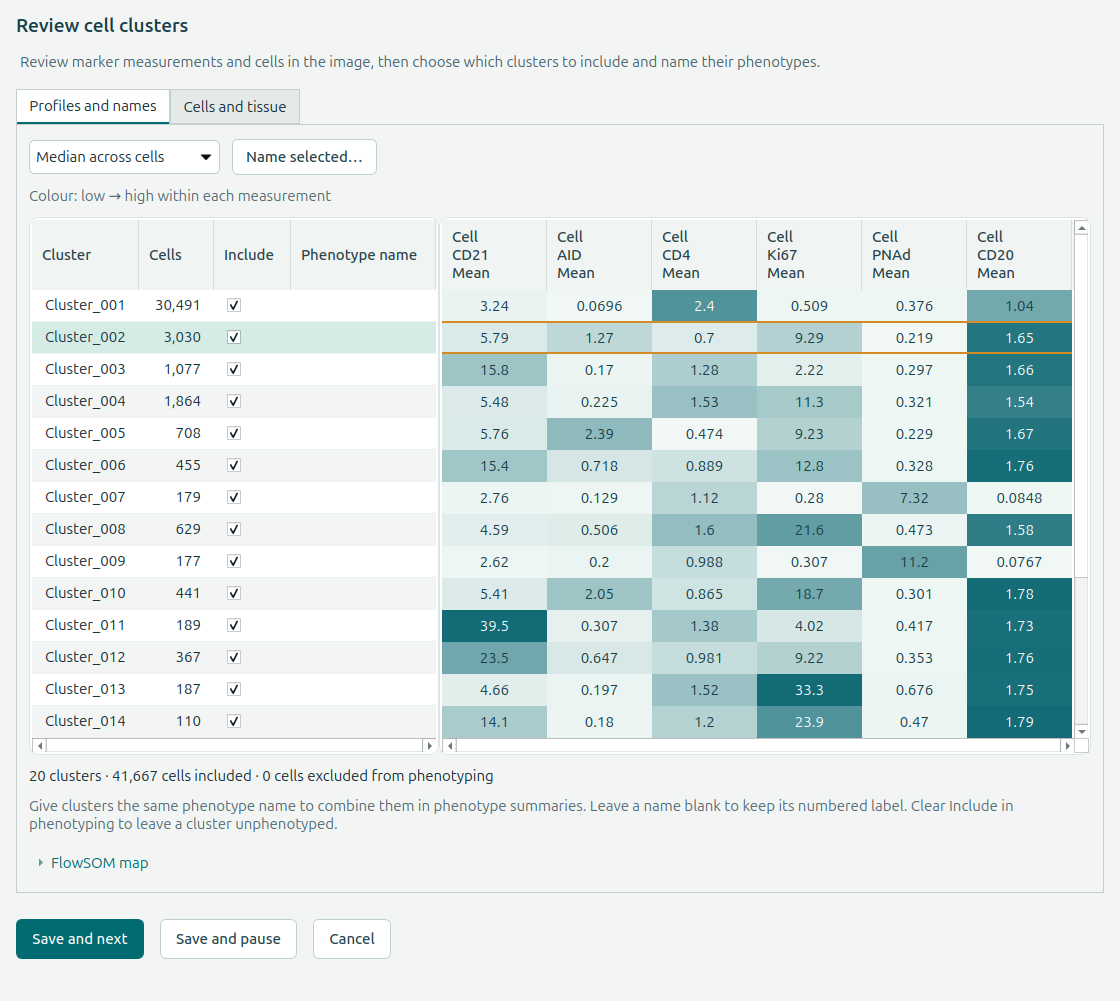 Review cell clusters
Review marker measurements and cells in the image, then choose which clusters to include and name their phenotypes.
Profiles and names Cells and tissue
Median across cells Name selected...
Colour: low → high within each measurement
Cluster Cells Include Phenotype name Cell CD21 Mean Cell AID Mean Cell CD4 Mean Cell Ki67 Mean Cell PNAd Mean Cell CD20 Mean
Cluster_001 30,491 3.24 0.0696 2.4 0.509 0.376 1.04
Cluster_002 3,030 5.79 1.27 0.7 9.29 0.219 1.65
Cluster_003 1,077 15.8 0.17 1.28 2.22 0.297 1.66
Cluster_004 1,864 5.48 0.225 1.53 11.3 0.321 1.54
Cluster_005 708 5.76 2.39 0.474 9.23 0.229 1.67
Cluster_006 455 15.4 0.718 0.889 12.8 0.328 1.76
Cluster_007 179 2.76 0.129 1.12 0.28 7.32 0.0848
Cluster_008 629 4.59 0.506 1.6 21.6 0.473 1.58
Cluster_009 177 2.62 0.2 0.988 0.307 11.2 0.0767
Cluster_010 441 5.41 2.05 0.865 18.7 0.301 1.78
Cluster_011 189 39.5 0.307 1.38 4.02 0.417 1.73
Cluster_012 367 23.5 0.647 0.981 9.22 0.353 1.76
Cluster_013 187 4.66 0.197 1.52 33.3 0.676 1.75
Cluster_014 110 14.1 0.18 1.2 23.9 0.47 1.79
20 clusters · 41,667 cells included · 0 cells excluded from phenotyping
Give clusters the same phenotype name to combine them in phenotype summaries. Leave a name blank to keep its numbered label. Clear Include in
phenotyping to leave a cluster unphenotyped.
FlowSOM map
Save and next Save and pause Cancel